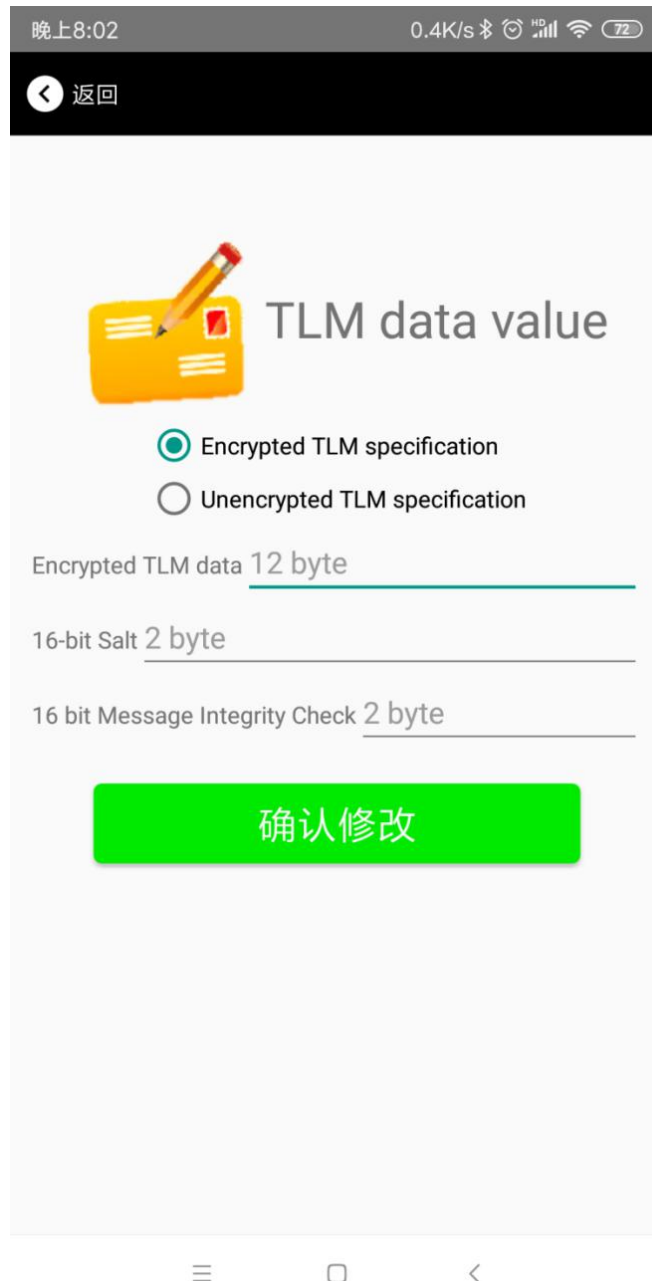 晚上8:02 0.4K/s HD 72
返回
TLM data value
Encrypted TLM specification
Unencrypted TLM specification
Encrypted TLM data 12 byte
16-bit Salt 2 byte
16 bit Message Integrity Check 2 byte
确认修改